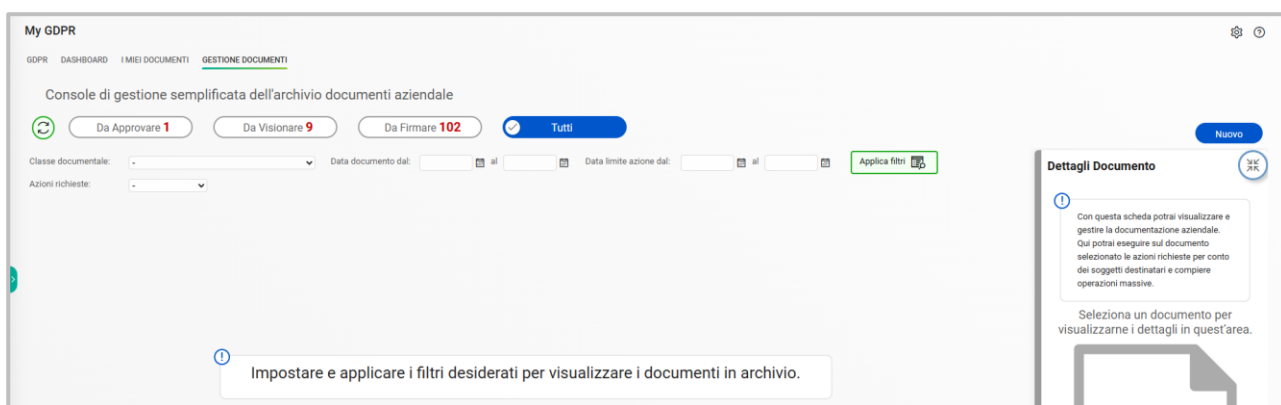 My GDPR
GDPR DASHBOARD I MIEI DOCUMENTI GESTIONE DOCUMENTI
Console di gestione semplificata dell'archivio documenti aziendale
Da Approvare 1 Da Visionare 9 Da Firmare 102 Tutti
Nuovo
Classe documentale: - Data documento dal: al Data limite azione dal: al Applica filtri
Azioni richieste: -
Dettagli Documento
Con questa scheda potrai visualizzare e
gestire la documentazione aziendale.
Qui potrai eseguire sul documento
selezionato le azioni richieste per conto
dei soggetti destinatari e compiere
operazioni massive.
Seleziona un documento per
visualizzarne i dettagli in quest'area.
Impostare e applicare i filtri desiderati per visualizzare i documenti in archivio.